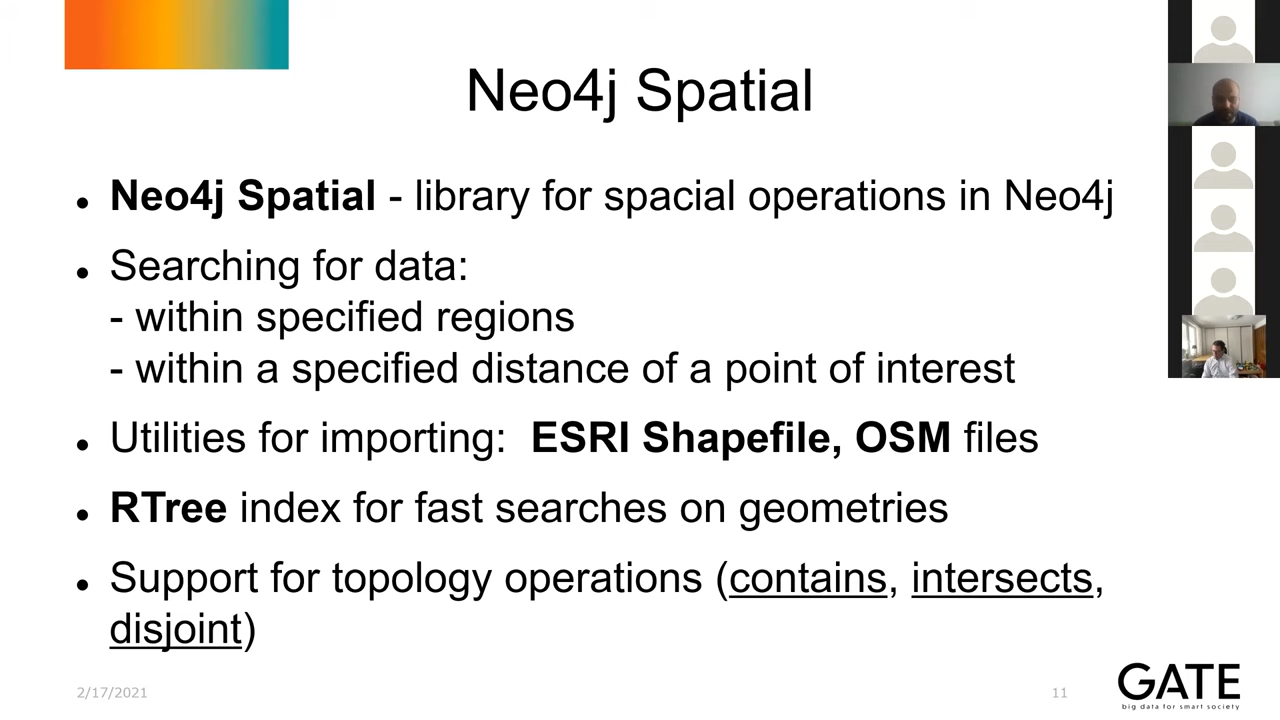 Neo4j Spatial
● Neo4j Spatial - library for spacial operations in Neo4j
● Searching for data:
- within specified regions
- within a specified distance of a point of interest
● Utilities for importing: ESRI Shapefile, OSM files
● RTree index for fast searches on geometries
● Support for topology operations (contains, intersects,
disjoint)
2/17/2021
11
GATE
big data for smart society